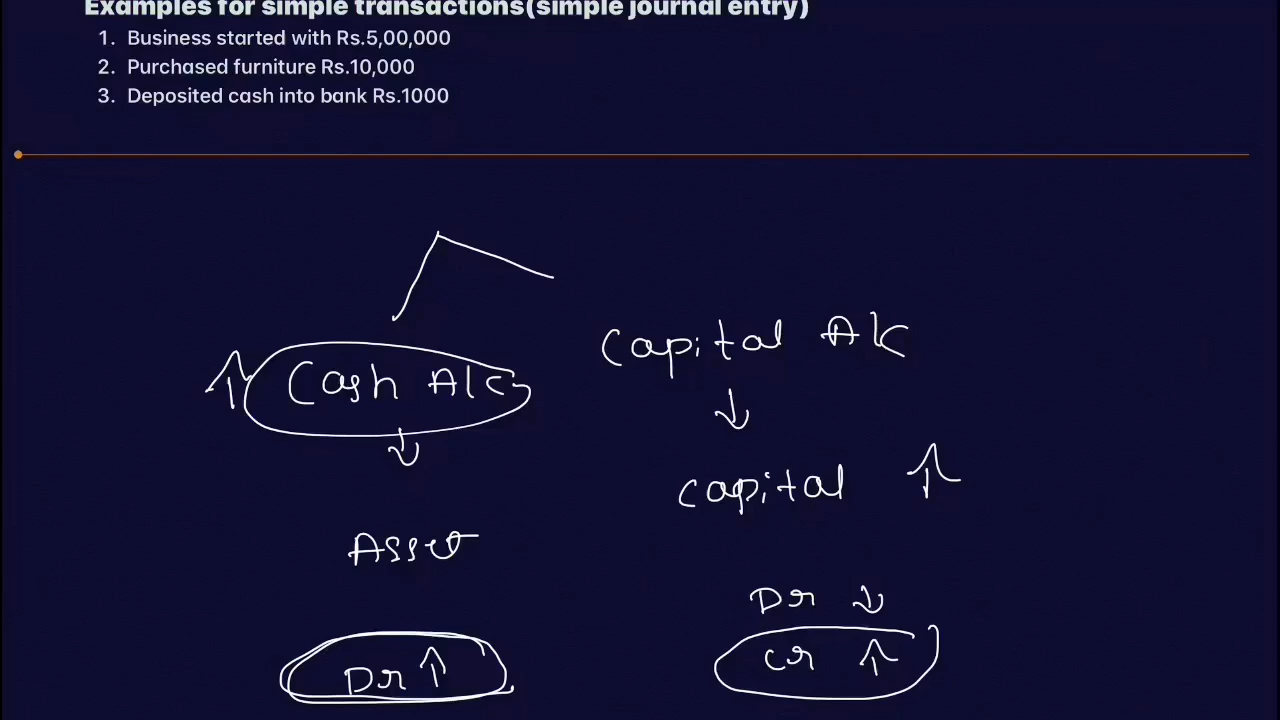 Examples for simple transactions(simple journal entry)
1. Business started with Rs.5,00,000
2. Purchased furniture Rs.10,000
3. Deposited cash into bank Rs.1000
Capital A/c
Cash A/c
Capital ↑
Asset
Dr ↓
Cr ↑
Dr ↑